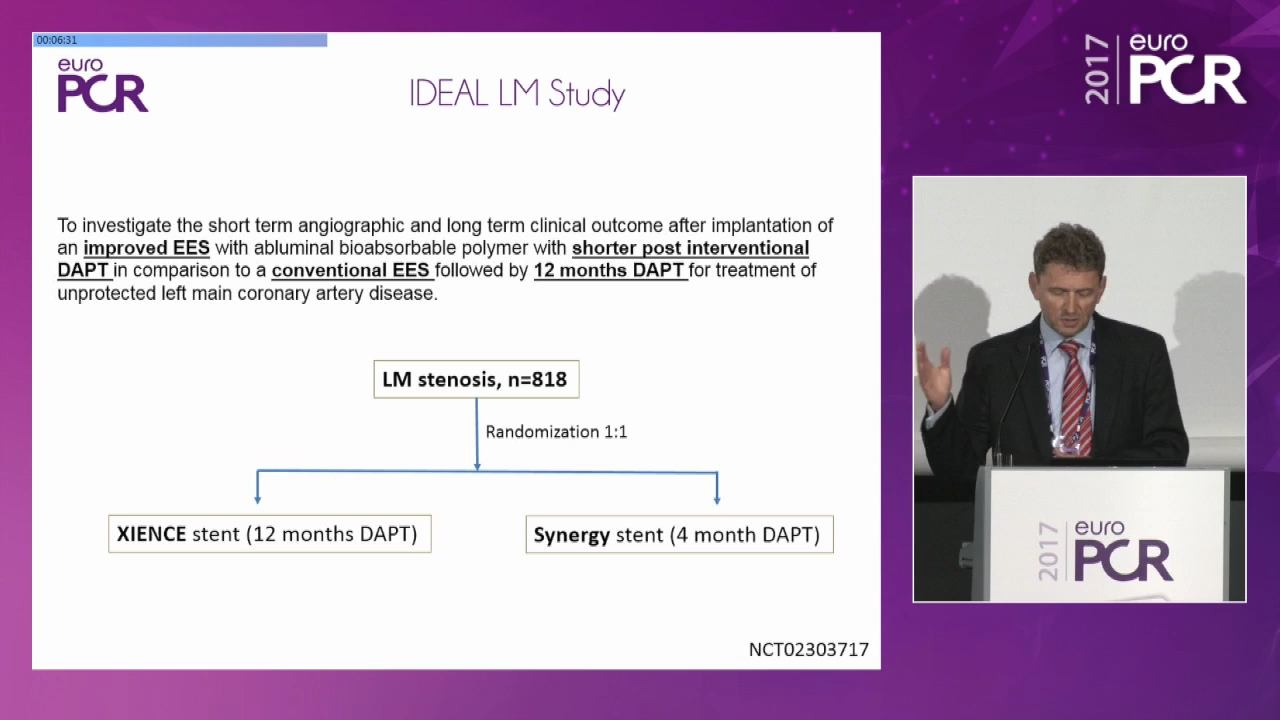 00:06:31
euro
PCR
IDEAL LM Study
To investigate the short term angiographic and long term clinical outcome after implantation of
an improved EES with abluminal bioabsorbable polymer with shorter post interventional
DAPT in comparison to a conventional EES followed by 12 months DAPT for treatment of
unprotected left main coronary artery disease.
LM stenosis, n=818
Randomization 1:1
XIENCE stent (12 months DAPT)
Synergy stent (4 month DAPT)
NCT02303717
2017
euro
PCR
2017
euro
PCR